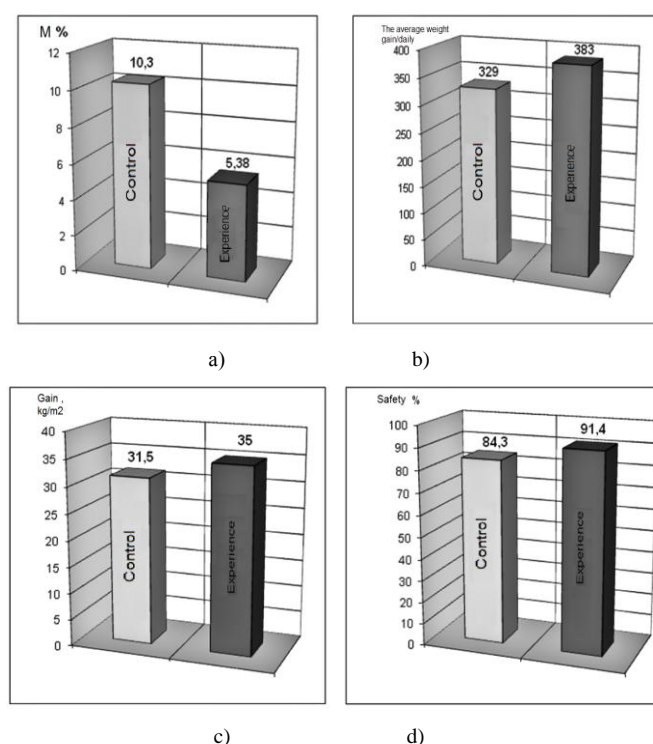 M %
12
10
8
6
4
2
0
10,3
5,38
Control
Experience
a)
The average weight
gain/daily
400
350
300
250
200
150
100
50
0
329
383
Control
Experience
b)
Gain ,
kg/m2
40
35
30
25
20
15
10
5
0
31,5
35
Control
Experience
c)
Safety %
100
90
80
70
60
50
40
30
20
10
0
84,3
91,4
Control
Experience
d)